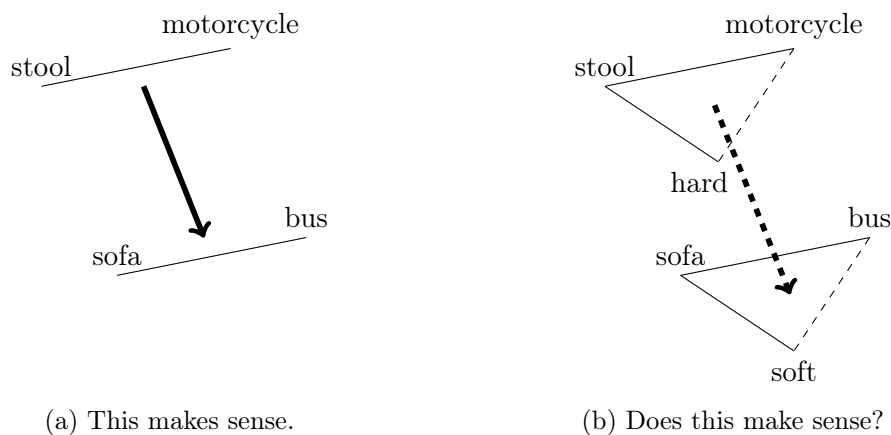 motorcycle
stool
bus
sofa
(a) This makes sense.
motorcycle
stool
hard
bus
sofa
soft
(b) Does this make sense?